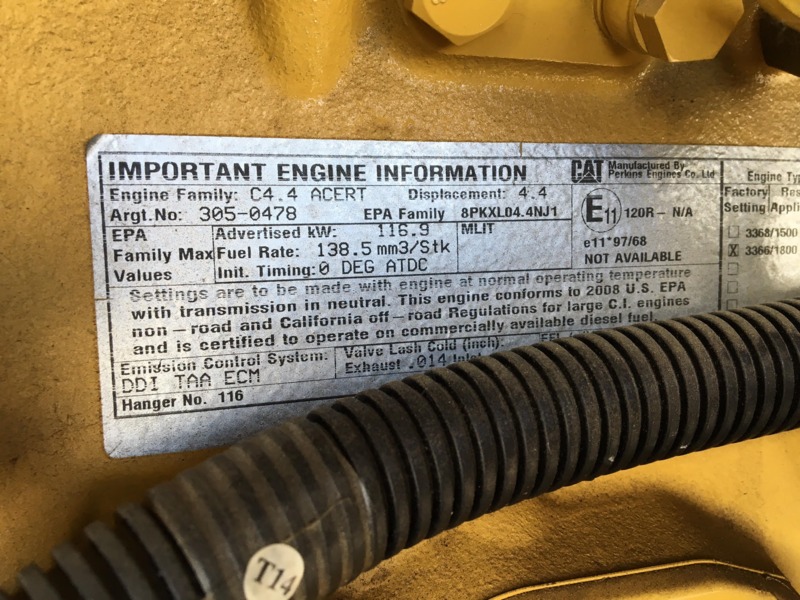 IMPORTANT ENGINE INFORMATION
CAT Manufactured By
Perkins Engines Co. Ltd
Engine Family: C4.4 ACERT Displacement: 4.4
Argt.No: 305-0478 EPA Family 8PKXL04.4NJ1
E11 120R - N/A
e11*97/68
NOT AVAILABLE
EPA
Family Max
Values
Advertised kW: 116.9
Fuel Rate: 138.5 mm3/Stk
Init. Timing:0 DEG ATDC
MLIT
Engine
Factory
Setting
3368/1500
X 3366/1800
Settings are to be made with engine at normal operating temperature
with transmission in neutral. This engine conforms to 2008 U.S. EPA
non-road and California off-road Regulations for large C.I. engines
and is certified to operate on commercially available diesel fuel.
Emission Control System:
DDI TAA ECM
Valve Lash Cold (inch):
Exhaust .014
Hanger No. 116
T14